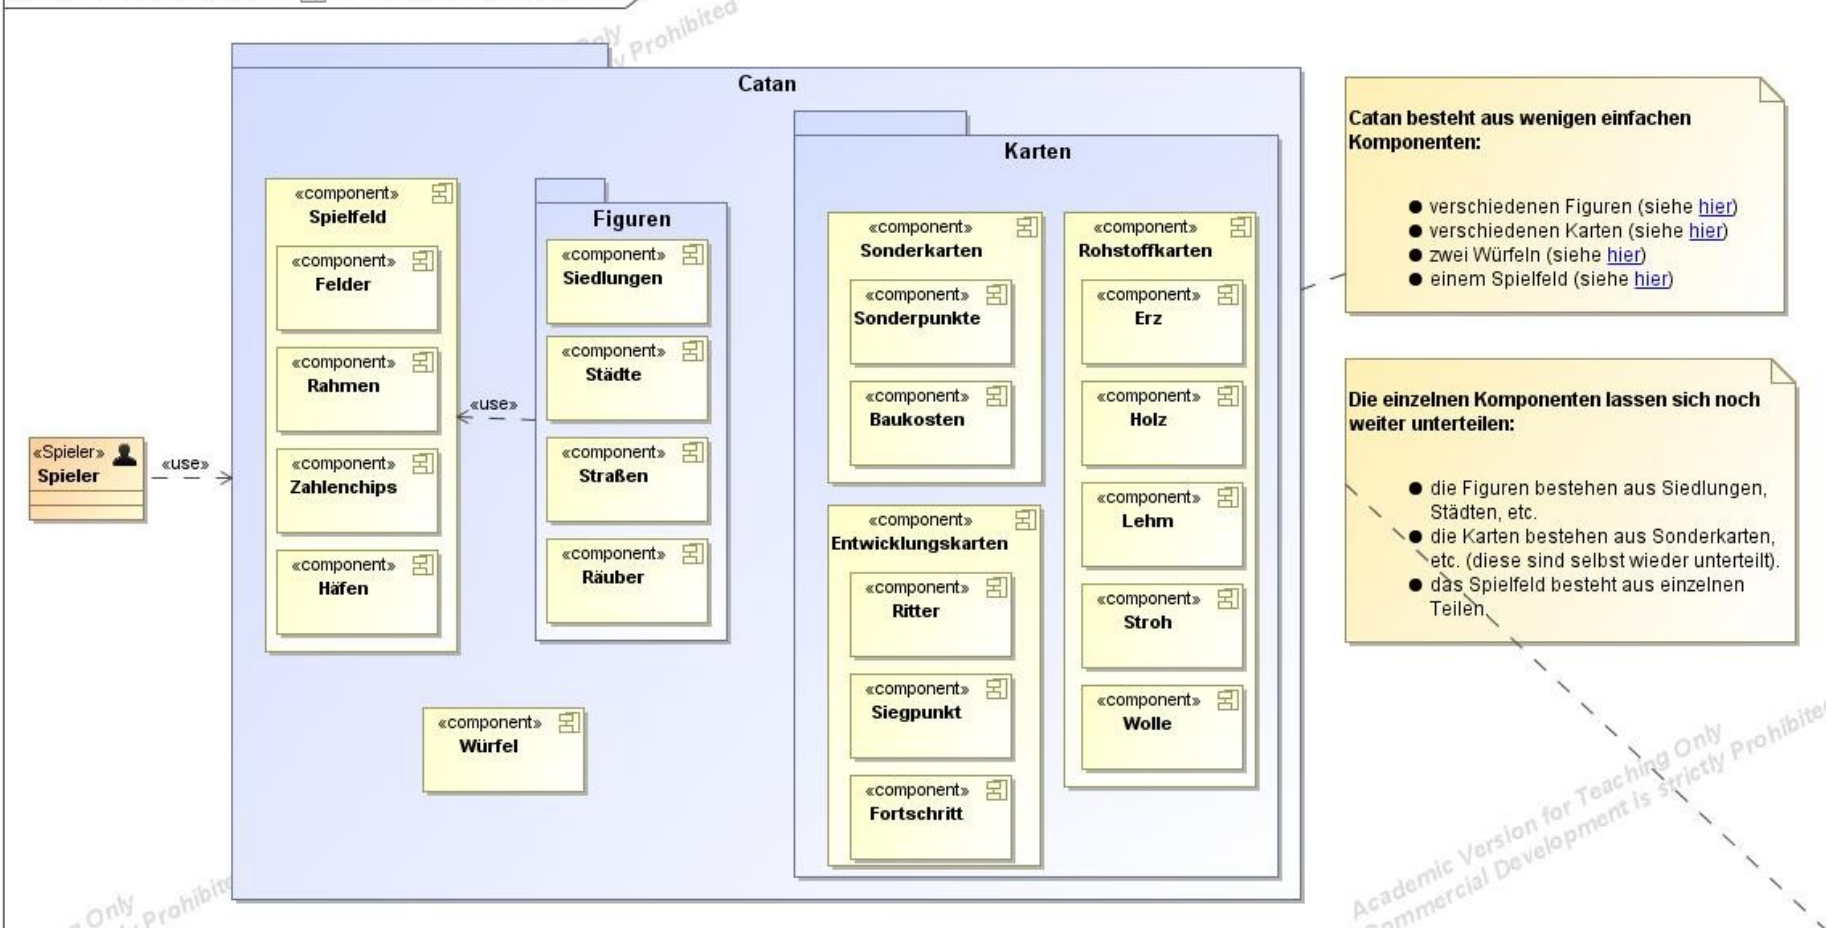 Only
y Prohibited
Catan
«component»
Spielfeld
«component»
Felder
«component»
Rahmen
«component»
Zahlenchips
«component»
Häfen
Figuren
«component»
Siedlungen
«component»
Städte
«component»
Straßen
«component»
Räuber
«use»
«Spieler»
Spieler
«use»
«component»
Würfel
Karten
«component»
Sonderkarten
«component»
Sonderpunkte
«component»
Baukosten
«component»
Entwicklungskarten
«component»
Ritter
«component»
Siegpunkt
«component»
Fortschritt
«component»
Rohstoffkarten
«component»
Erz
«component»
Holz
«component»
Lehm
«component»
Stroh
«component»
Wolle
Catan besteht aus wenigen einfachen
Komponenten:
● verschiedenen Figuren (siehe hier)
● verschiedenen Karten (siehe hier)
● zwei Würfeln (siehe hier)
● einem Spielfeld (siehe hier)
Die einzelnen Komponenten lassen sich noch
weiter unterteilen:
● die Figuren bestehen aus Siedlungen,
Städten, etc.
● die Karten bestehen aus Sonderkarten,
etc. (diese sind selbst wieder unterteilt).
● das Spielfeld besteht aus einzelnen
Teilen.
Academic Version for Teaching Only
Commercial Development is strictly Prohibited
Only
Prohibite